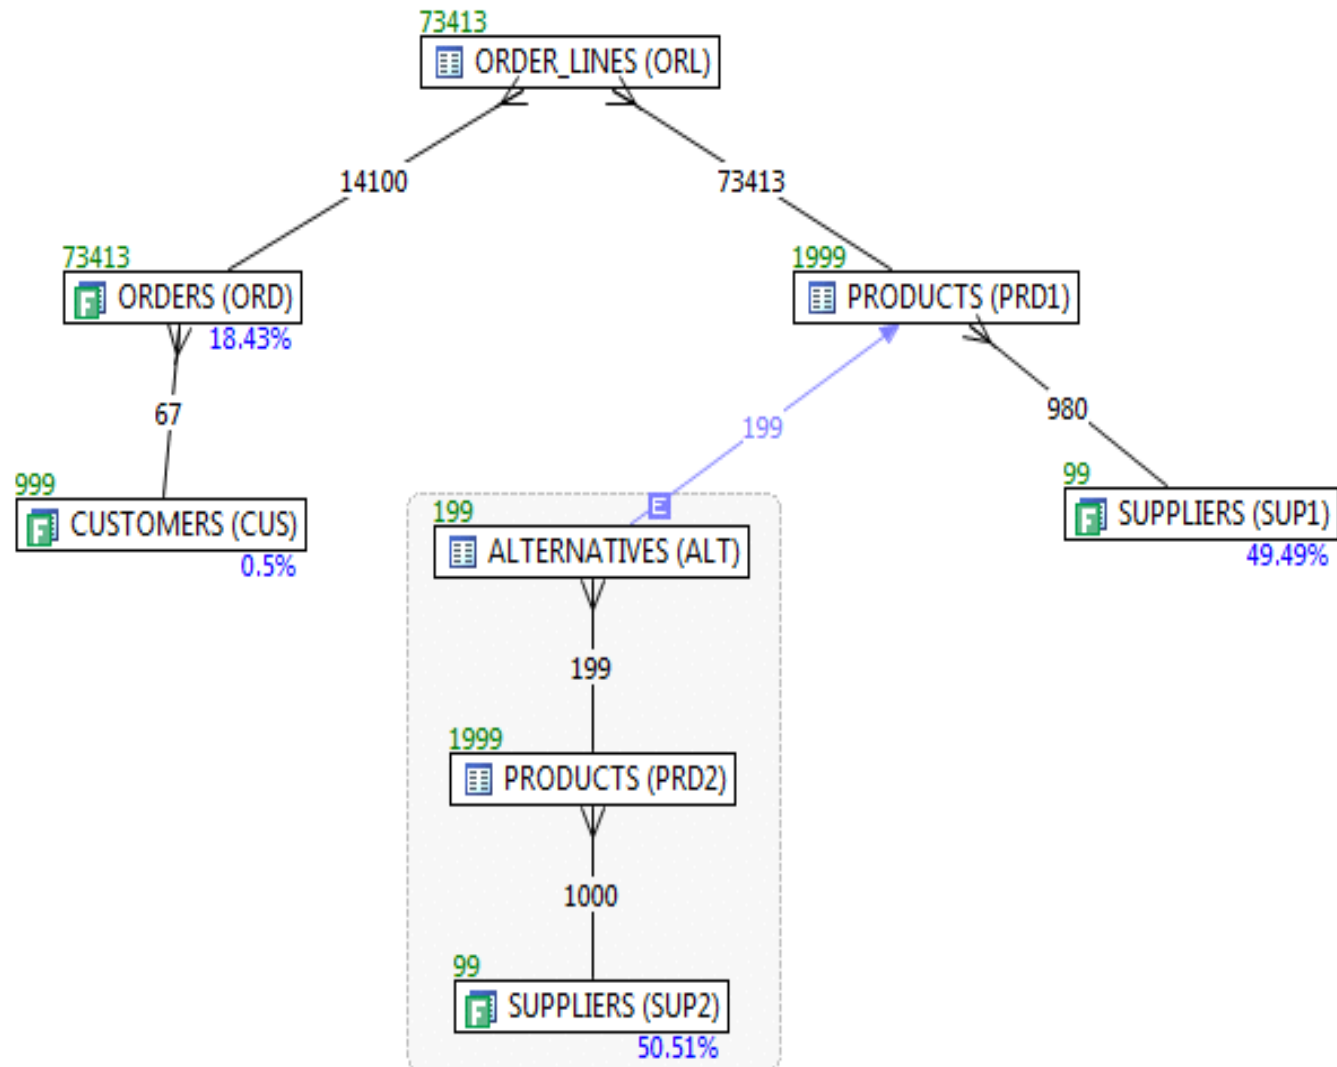 73413
ORDER_LINES (ORL)
14100
73413
73413
F ORDERS (ORD)
18.43%
1999
PRODUCTS (PRD1)
67
199
980
999
F CUSTOMERS (CUS)
0.5%
E
199
ALTERNATIVES (ALT)
99
F SUPPLIERS (SUP1)
49.49%
199
1999
PRODUCTS (PRD2)
1000
99
F SUPPLIERS (SUP2)
50.51%